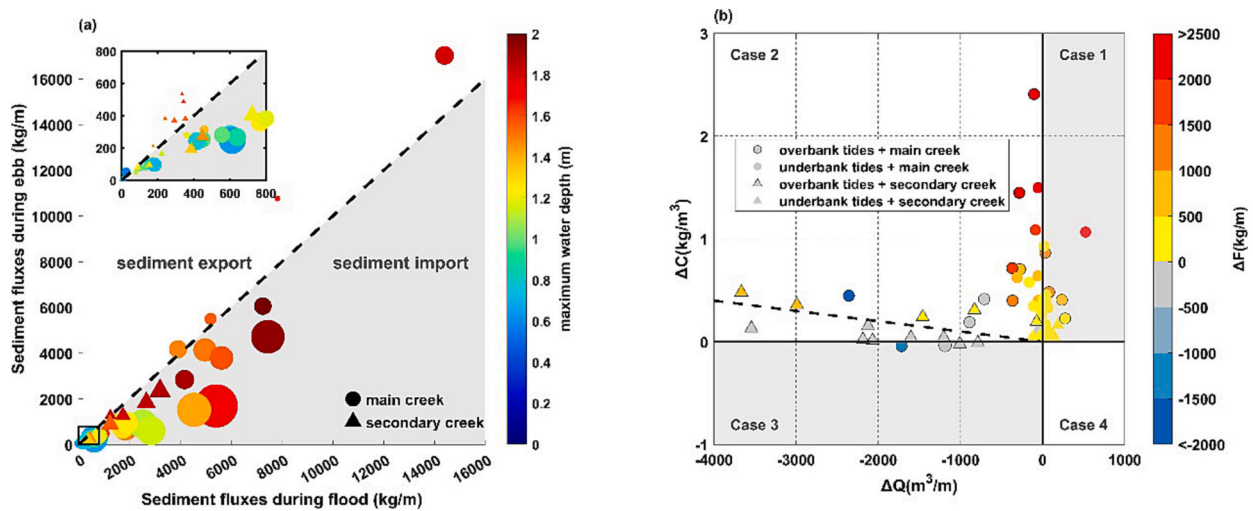 (a)
Sediment fluxes during ebb (kg/m)
16000
14000
12000
10000
8000
6000
4000
2000
0
800
600
400
200
0
0 200 400 600 800
sediment export
sediment import
main creek
secondary creek
0 2000 4000 6000 8000 10000 12000 14000 16000
Sediment fluxes during flood (kg/m)
2
1.8
1.6
1.4
1.2
1
0.8
0.6
0.4
0.2
0
maximum water depth (m)
(b)
ΔC(kg/m³)
3
2
1
0
-1
Case 2
Case 1
overbank tides + main creek
underbank tides + main creek
overbank tides + secondary creek
underbank tides + secondary creek
Case 3
Case 4
-4000 -3000 -2000 -1000 0 1000
ΔQ(m³/m)
>2500
2000
1500
1000
500
0
-500
-1000
-1500
<-2000
ΔF(kg/m)